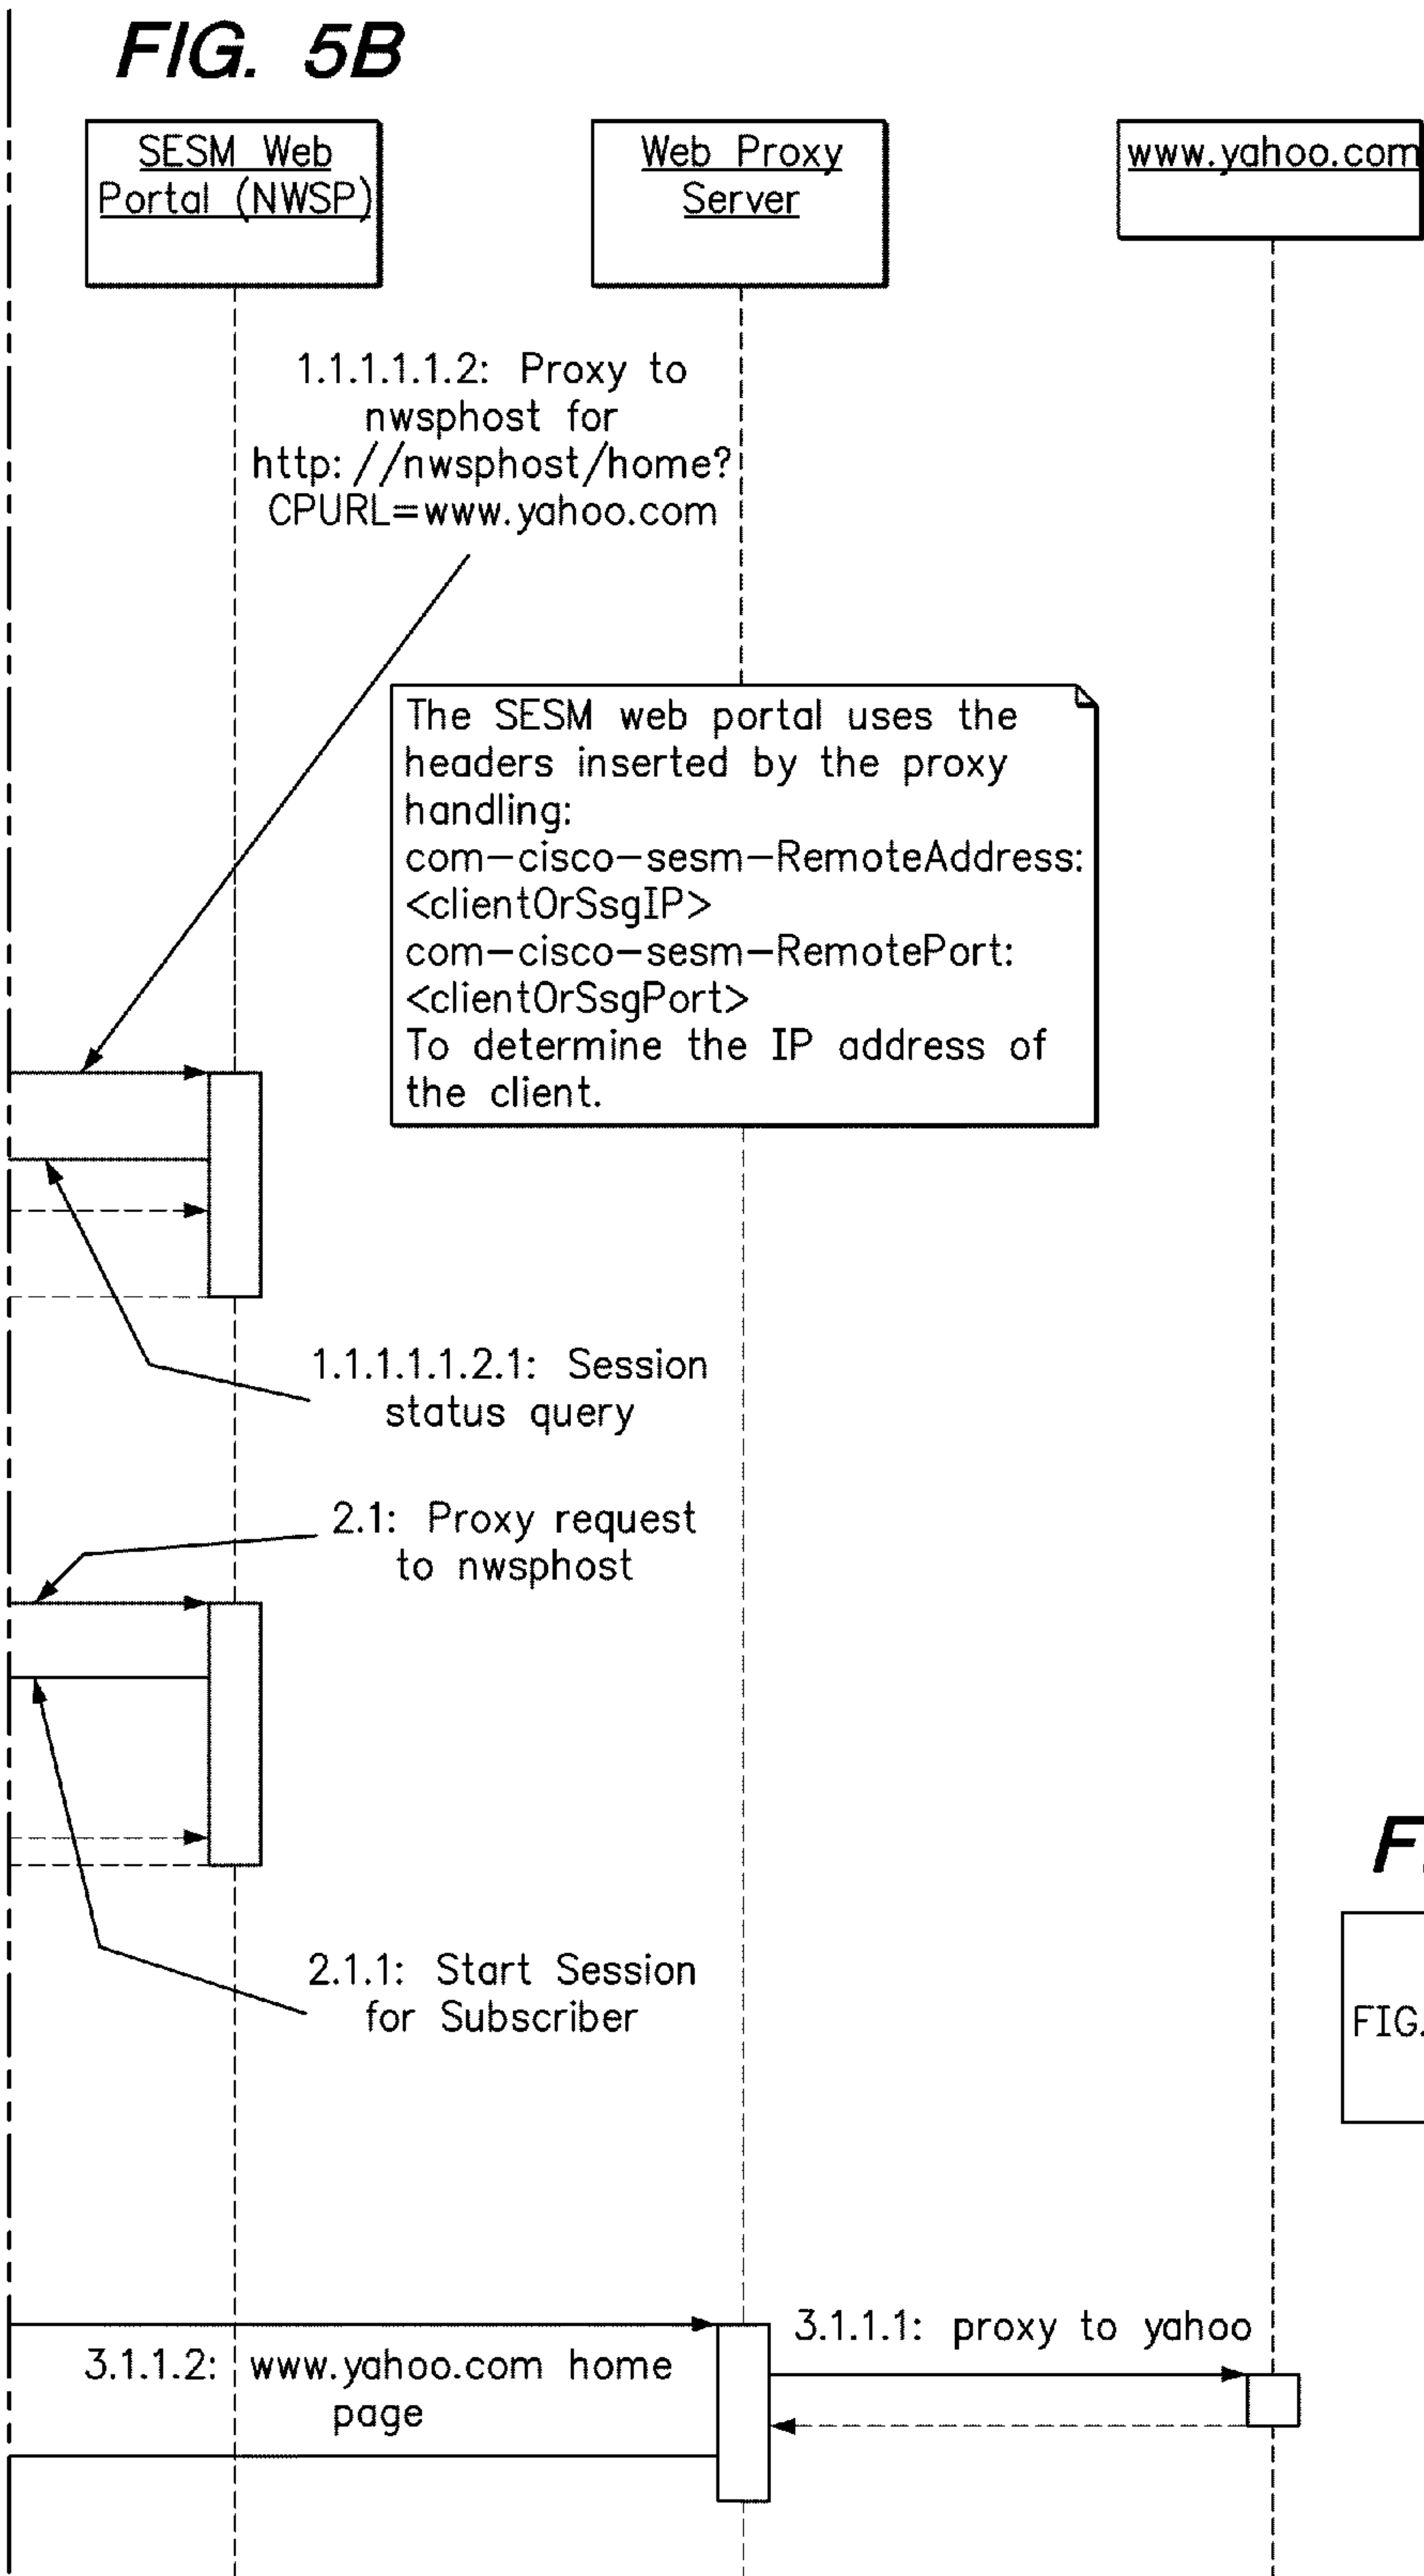 FIG. 5B
SESM Web
Portal (NWSP)
Web Proxy
Server
www.yahoo.com
1.1.1.1.1.2: Proxy to
nwsphost for
http: //nwsphost/home?
CPURL=www.yahoo.com
The SESM web portal uses the
headers inserted by the proxy
handling:
com-cisco-sesm-RemoteAddress:
<clientOrSsgIP>
com-cisco-sesm-RemotePort:
<clientOrSsgPort>
To determine the IP address of
the client.
1.1.1.1.1.2.1: Session
status query
2.1: Proxy request
to nwsphost
2.1.1: Start Session
for Subscriber
FIG.
3.1.1.1: proxy to yahoo
3.1.1.2: www.yahoo.com home
page